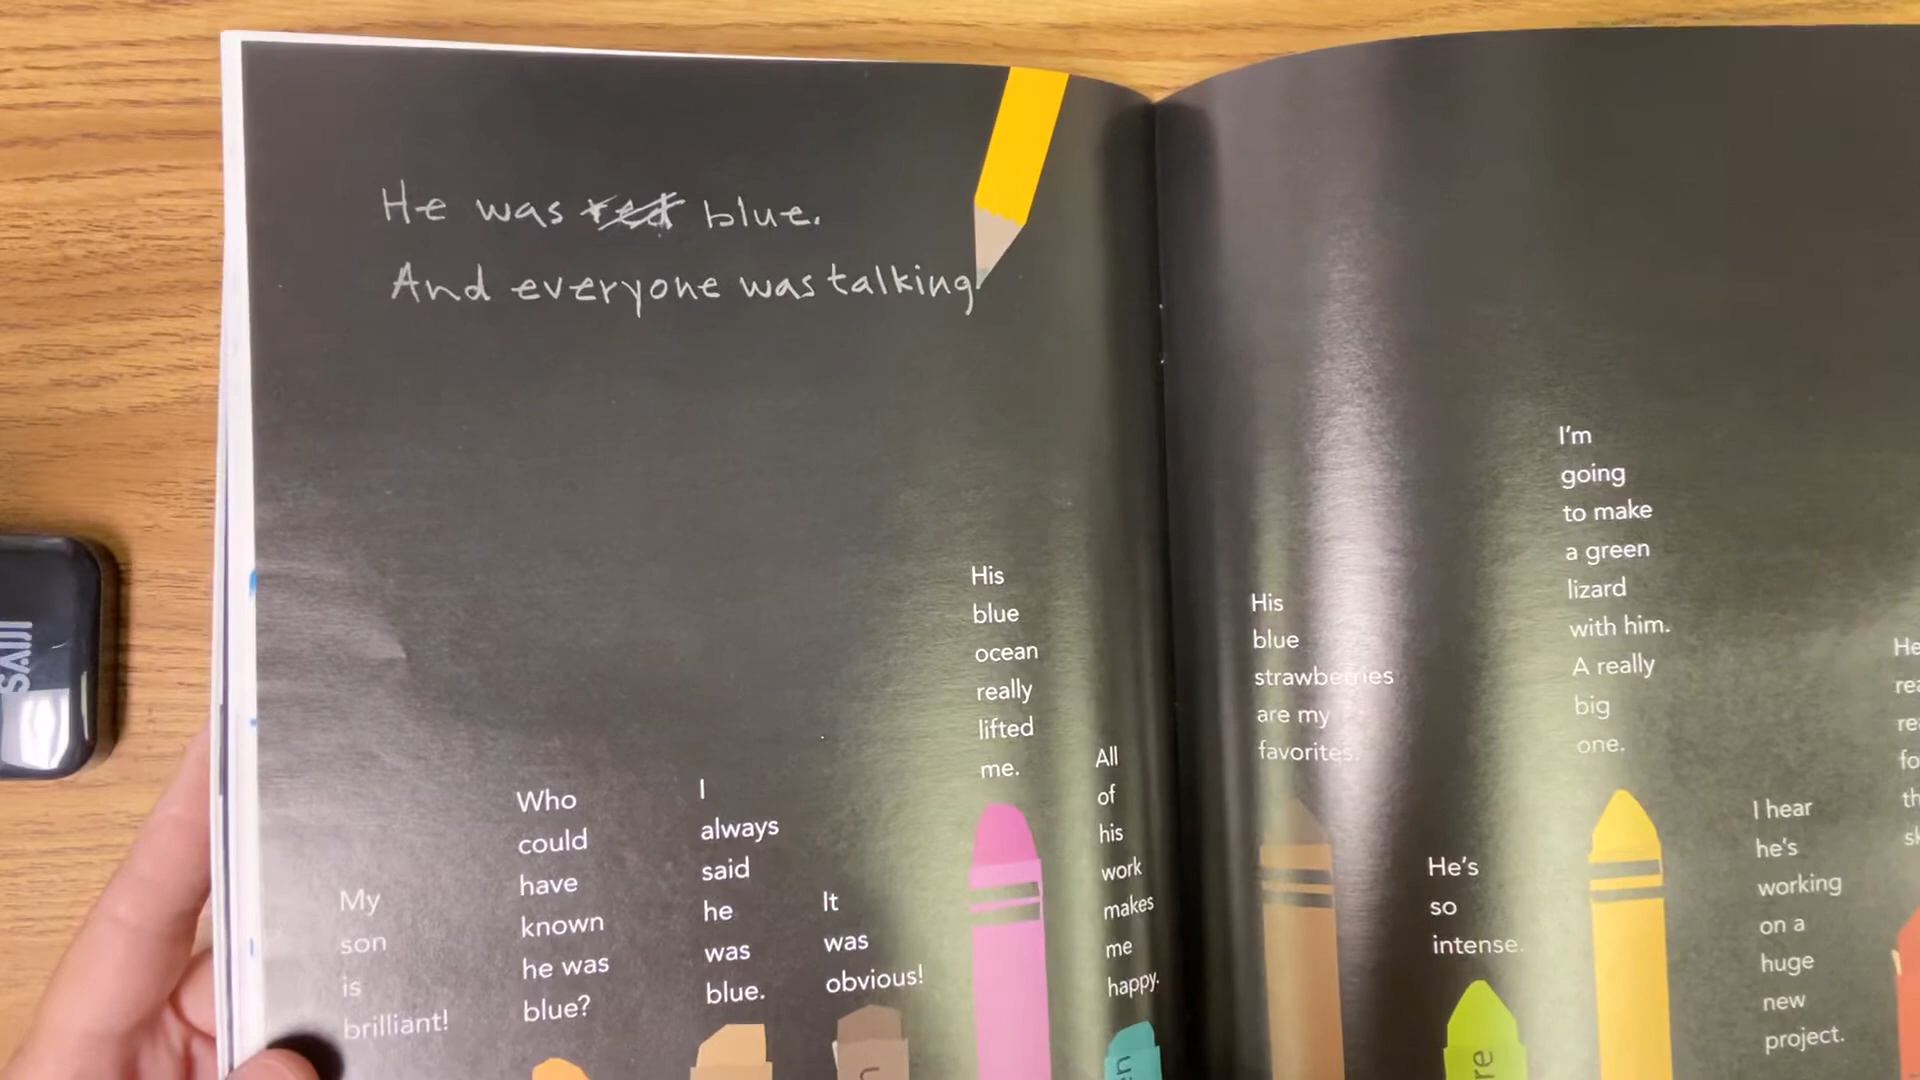 He was red blue.
And everyone was talking
My
son
is
brilliant!
Who
could
have
known
he was
blue?
I
always
said
he
was
blue.
It
was
obvious!
His
blue
ocean
really
lifted
me.
All
of
his
work
makes
me
happy.
His
blue
strawberries
are my
favorites.
He's
so
intense.
I'm
going
to make
a green
lizard
with him.
A really
big
one.
I hear
he's
working
on a
huge
new
project.